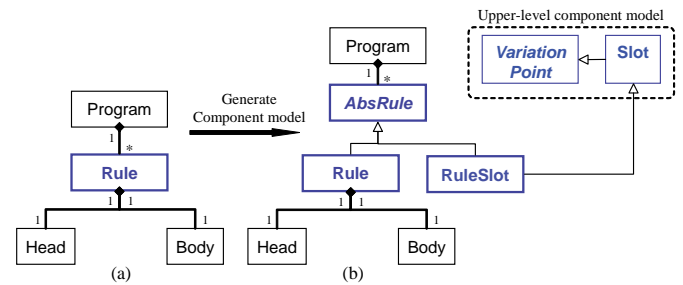 Upper-level component model
Variation
Point
Slot
Program
1
*
AbsRule
Generate
Component model
Program
1
*
Rule
1 1
1
1
Head
Body
(a)
Rule
RuleSlot
1 1
1
1
Head
Body
(b)